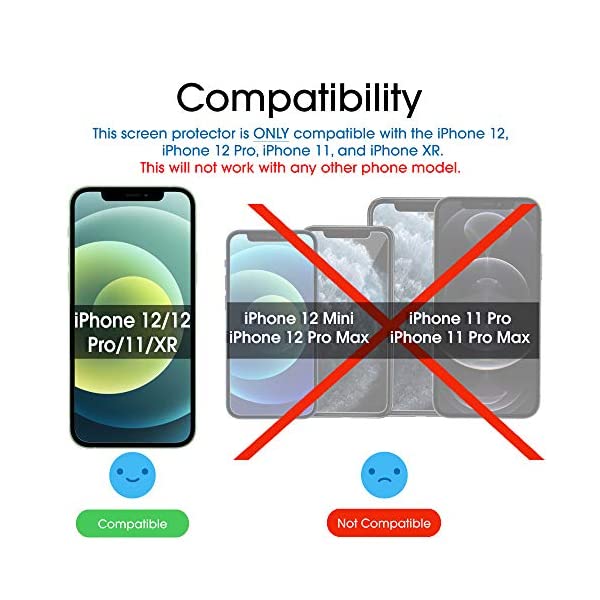 Compatibility
This screen protector is ONLY compatible with the iPhone 12,
iPhone 12 Pro, iPhone 11, and iPhone XR.
This will not work with any other phone model.
iPhone 12/12
Pro/11/XR
iPhone 12 Mini
iPhone 12 Pro Max
iPhone 11 Pro
iPhone 11 Pro Max
Compatible
Not Compatible